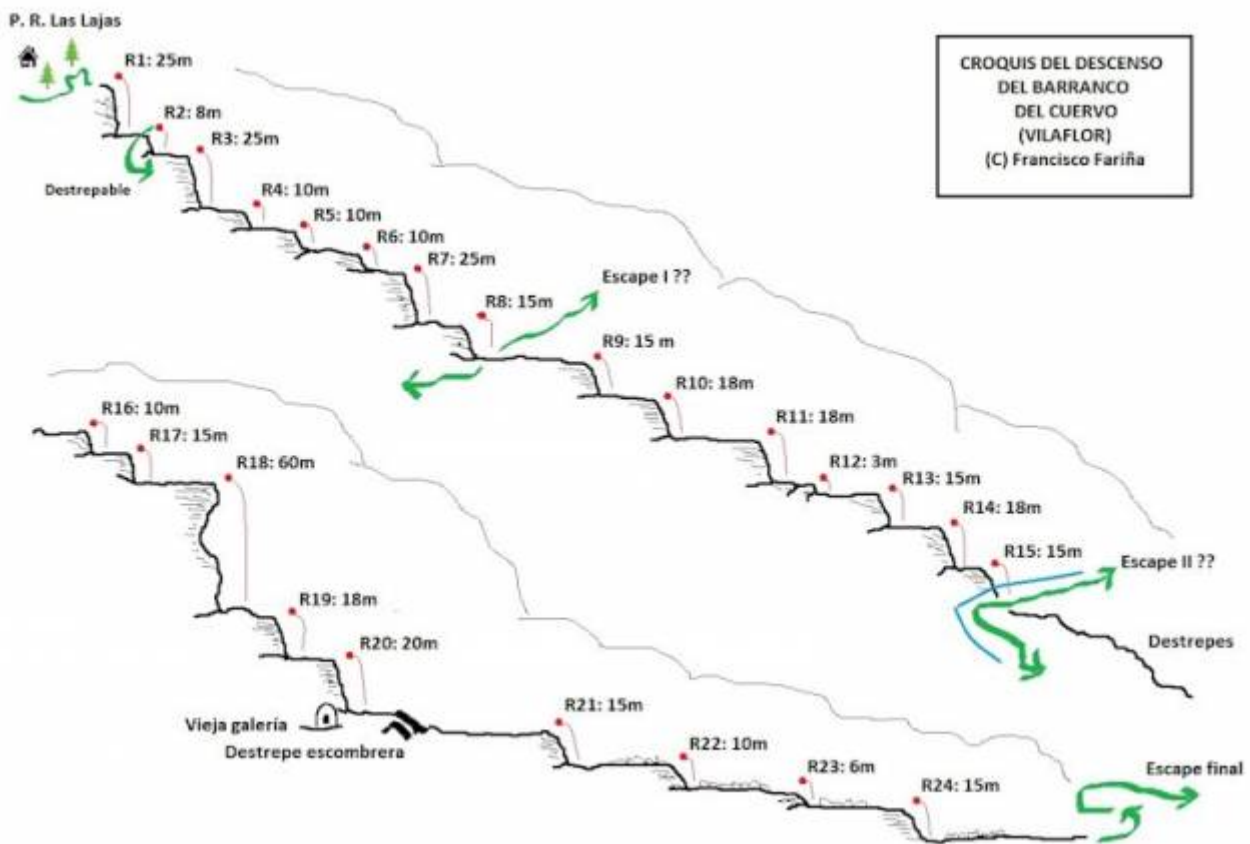 P. R. Las Lajas
R1: 25m
R2: 8m
R3: 25m
Destrepable
R4: 10m
R5: 10m
R6: 10m
R7: 25m
R8: 15m
Escape I ??
R9: 15 m
R10: 18m
R11: 18m
R12: 3m
R13: 15m
R14: 18m
R15: 15m
Escape II ??
Destrepes
CROQUIS DEL DESCENSO
DEL BARRANCO
DEL CUERVO
(VILAFLOR)
(C) Francisco Fariña
R16: 10m
R17: 15m
R18: 60m
R19: 18m
R20: 20m
Vieja galería
Destrepe escombrera
R21: 15m
R22: 10m
R23: 6m
R24: 15m
Escape final